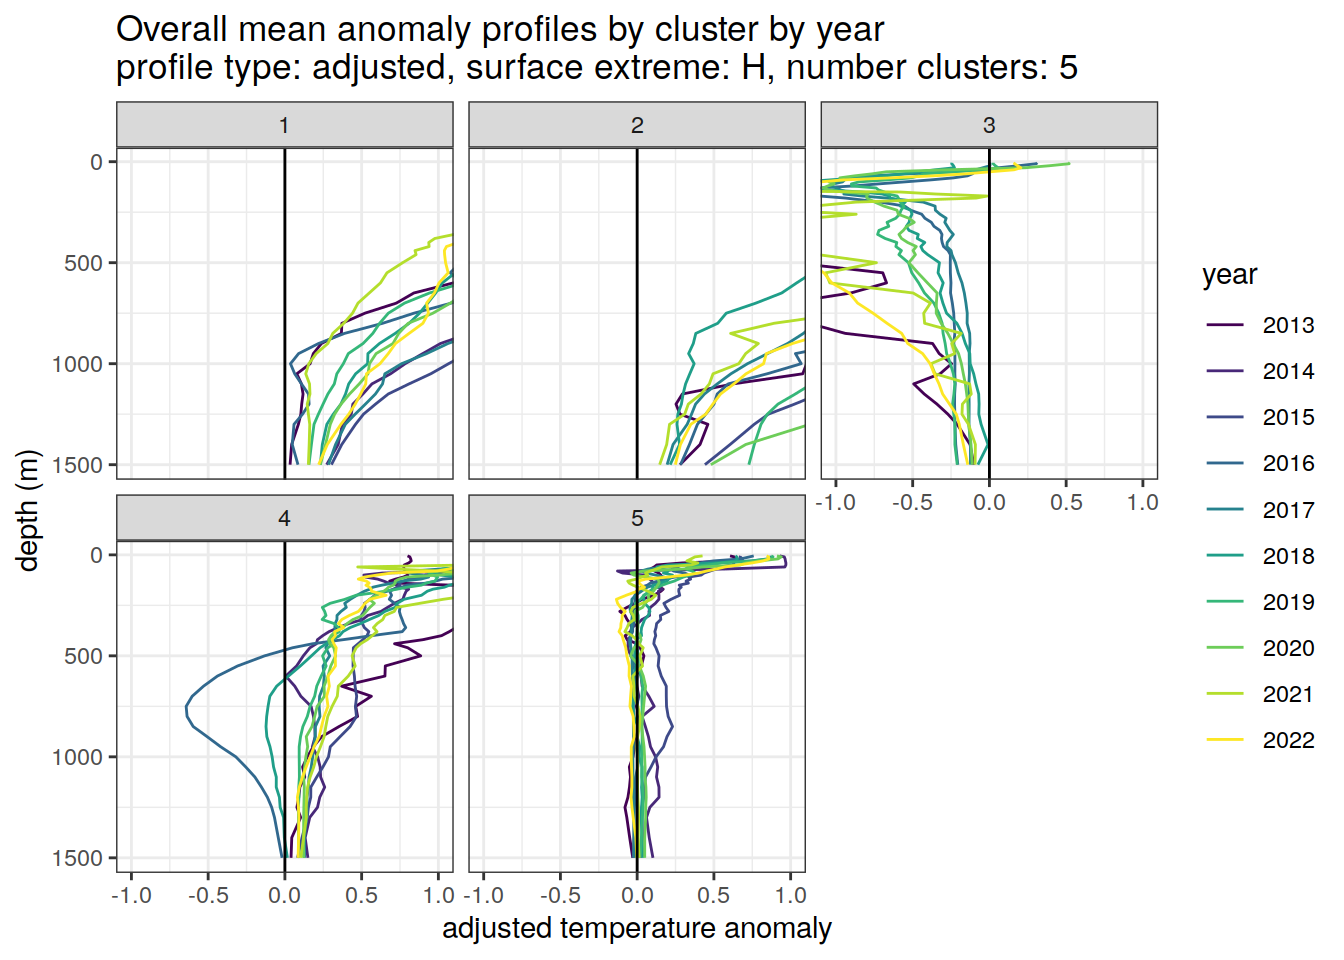 Overall mean anomaly profiles by cluster by year
profile type: adjusted, surface extreme: H, number clusters: 5
1
2
3
0
500
1000
1500
-1.0 -0.5 0.0 0.5 1.0
4
5
0
500
1000
1500
-1.0 -0.5 0.0 0.5 1.0
-1.0 -0.5 0.0 0.5 1.0
depth (m)
adjusted temperature anomaly
year
2013
2014
2015
2016
2017
2018
2019
2020
2021
2022